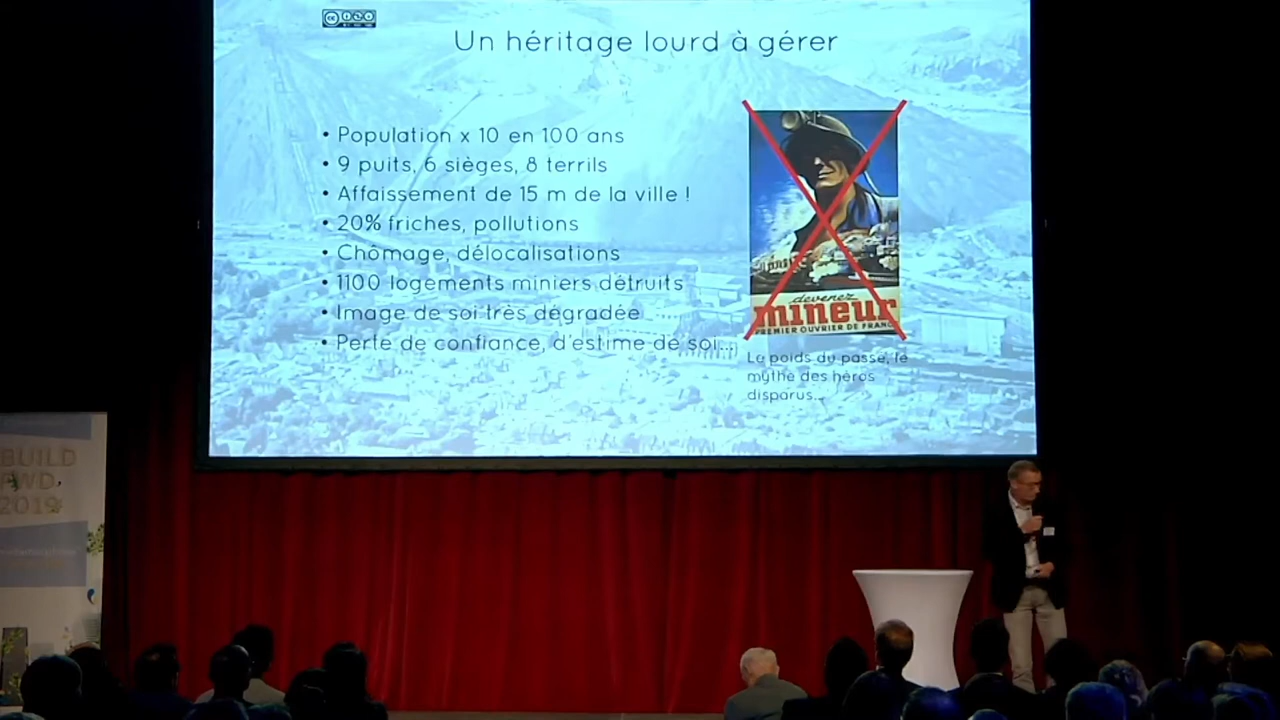 Un héritage lourd à gérer
• Population x 10 en 100 ans
• 9 puits, 6 sièges, 8 terrils
• Affaissement de 15 m de la ville !
• 20% friches, pollutions
• Chômage, délocalisations
• 1100 logements miniers détruits
• Image de soi très dégradée
• Perte de confiance, d'estime de soi...
devenez
mineur
PREMIER OUVRIER DE FRANC
Le poids du passé, le
mythe des héros
disparus...
BUILD
FWD.
2019